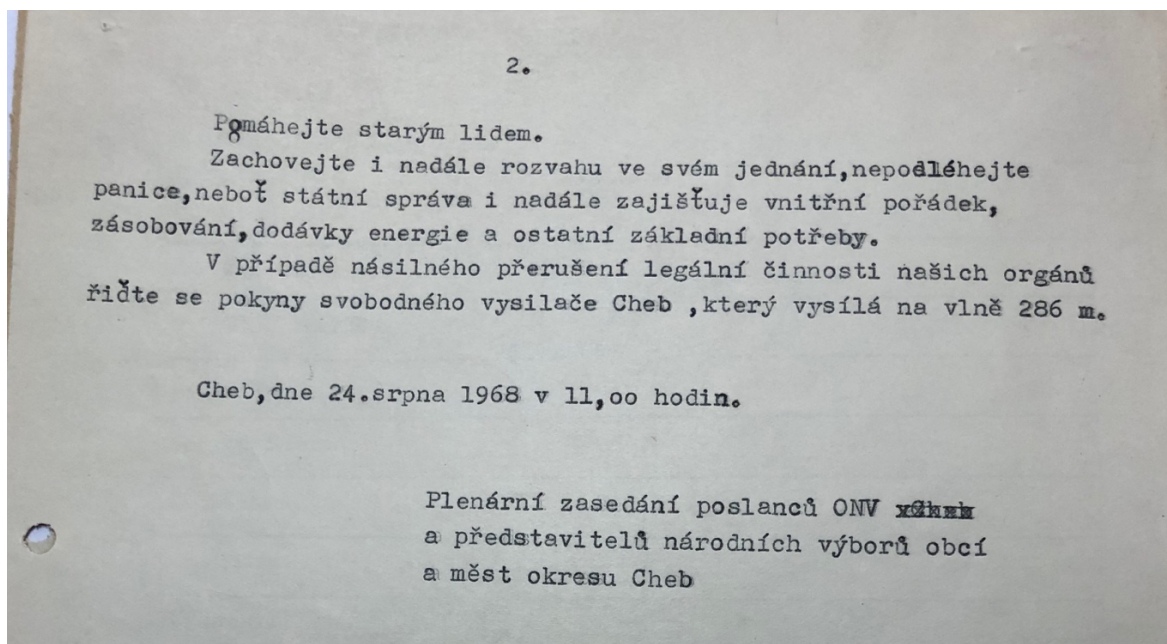 2.
Pomáhejte starým lidem.
Zachovejte i nadále rozvahu ve svém jednání,nepodléhejte
panice,neboť státní správa i nadále zajišťuje vnitřní pořádek,
zásobování,dodávky energie a ostatní základní potřeby.
V případě násilného přerušení legální činnosti našich orgánů
řiďte se pokyny svobodného vysilače Cheb ,který vysílá na vlně 286 m.
Cheb,dne 24.srpna 1968 v 11,oo hodin.
Plenární zasedání poslanců ONV
a představitelů národních výborů obcí
a měst okresu Cheb